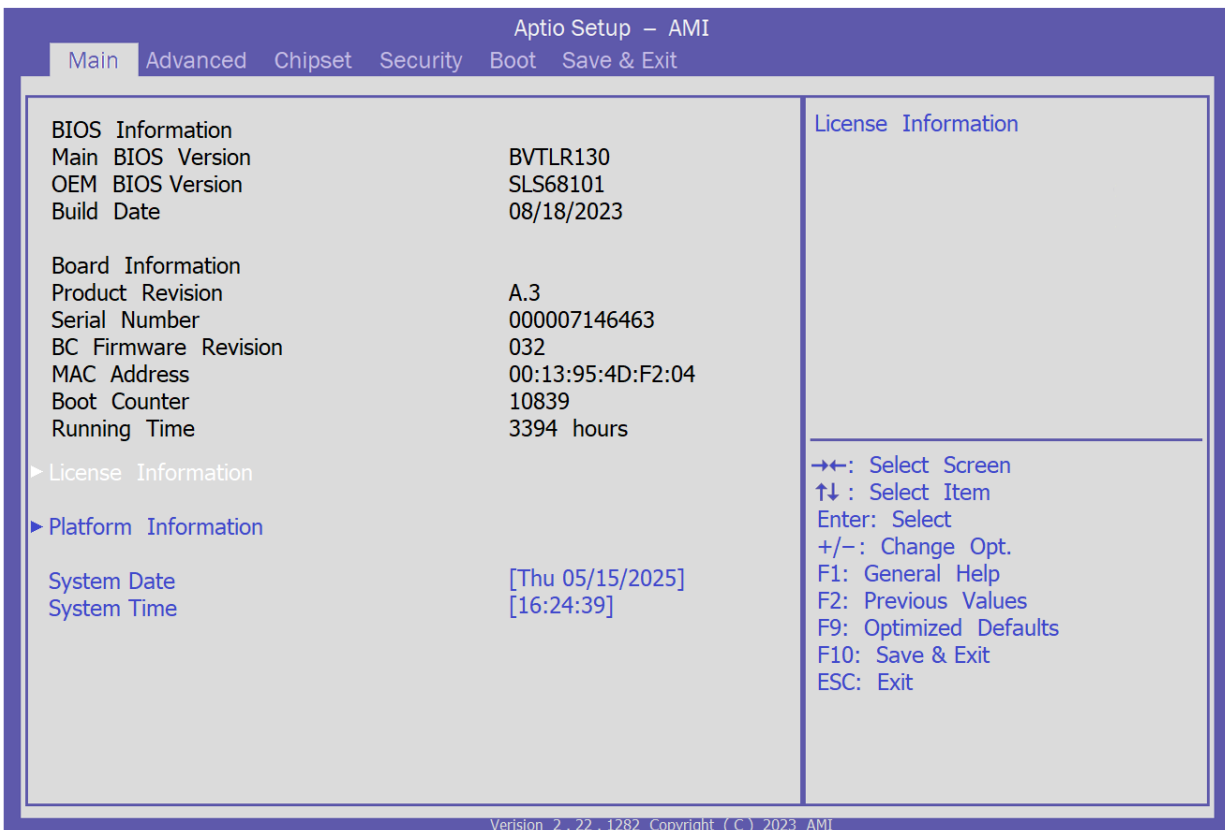 Aptio Setup – AMI
Main Advanced Chipset Security Boot Save & Exit
BIOS Information
Main BIOS Version BVTLR130
OEM BIOS Version SLS68101
Build Date 08/18/2023
Board Information
Product Revision A.3
Serial Number 000007146463
BC Firmware Revision 032
MAC Address 00:13:95:4D:F2:04
Boot Counter 10839
Running Time 3394 hours
► License Information
► Platform Information
System Date [Thu 05/15/2025]
System Time [16:24:39]
License Information
→←: Select Screen
↑↓ : Select Item
Enter: Select
+/−: Change Opt.
F1: General Help
F2: Previous Values
F9: Optimized Defaults
F10: Save & Exit
ESC: Exit
Verision 2 . 22 . 1282 Copyright ( C ) 2023 AMI